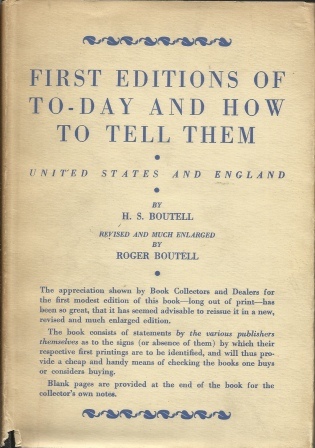 FIRST EDITIONS OF
TO-DAY AND HOW
TO TELL THEM
UNITED STATES AND ENGLAND
BY
H. S. BOUTELL
REVISED AND MUCH ENLARGED
BY
ROGER BOUTELL
The appreciation shown by Book Collectors and Dealers for
the first modest edition of this book—long out of print—has
been so great, that it has seemed advisable to reissue it in a new,
revised and much enlarged edition.
The book consists of statements by the various publishers
themselves as to the signs (or absence of them) by which their
respective first printings are to be identified, and will thus pro-
vide a cheap and handy means of checking the books one buys
or considers buying.
Blank pages are provided at the end of the book for the
collector's own notes.